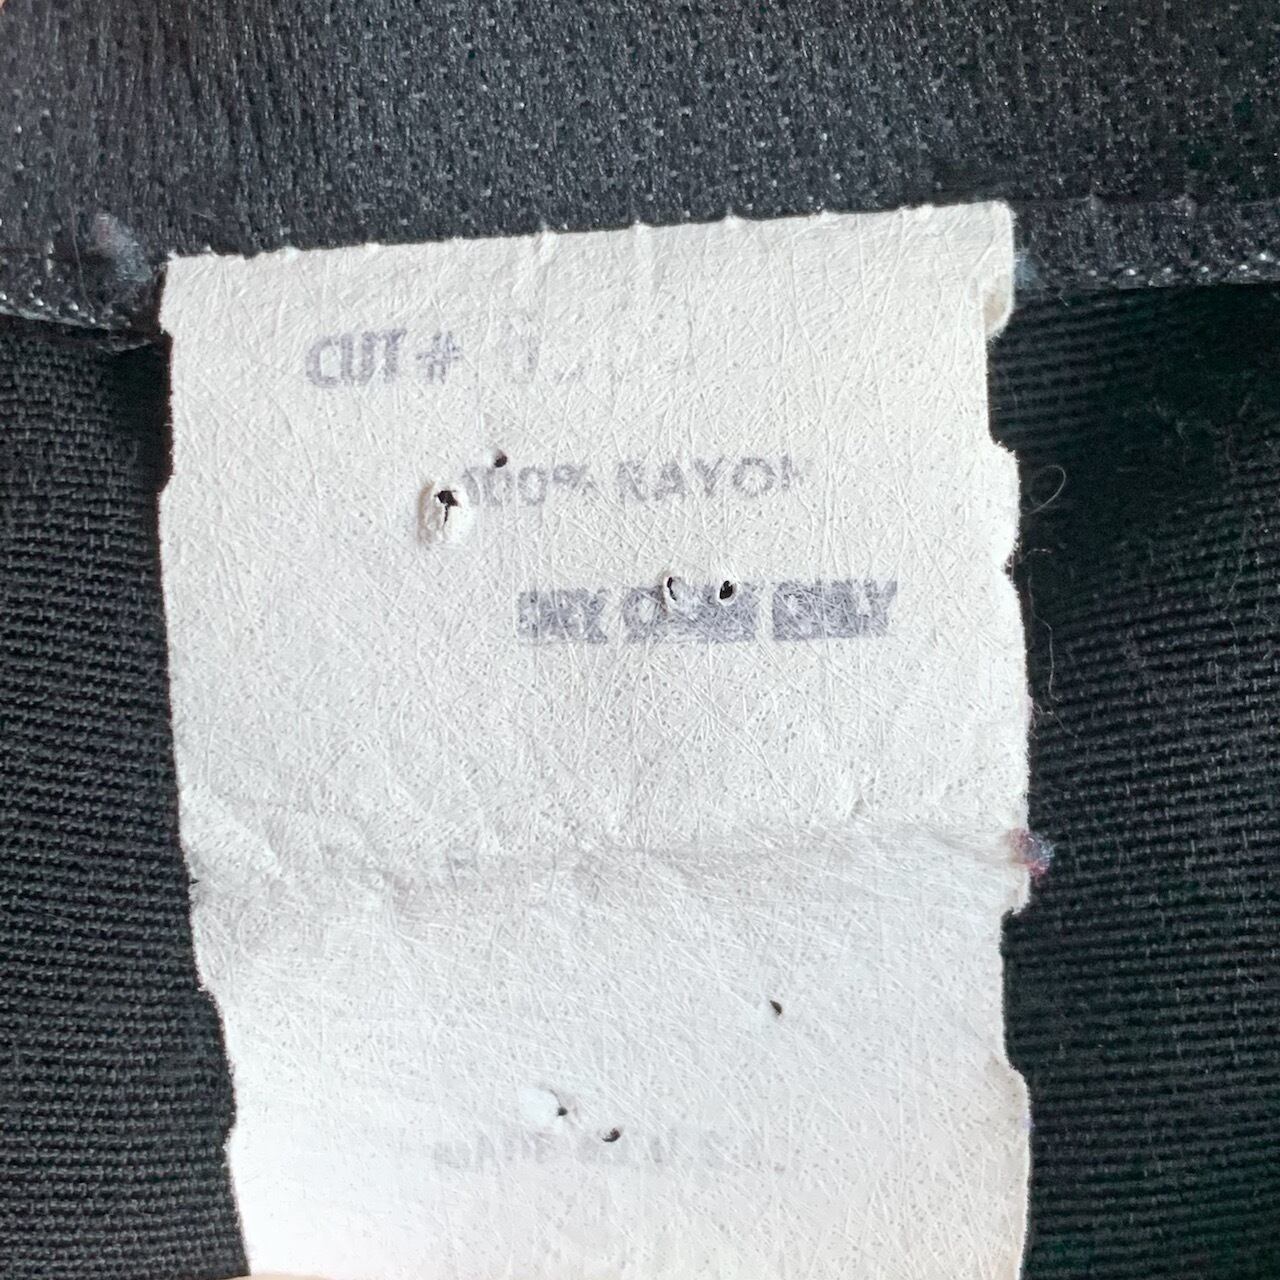 CUT #
100% RAYON
DRY CLEAN ONLY
MADE IN U.S.A.